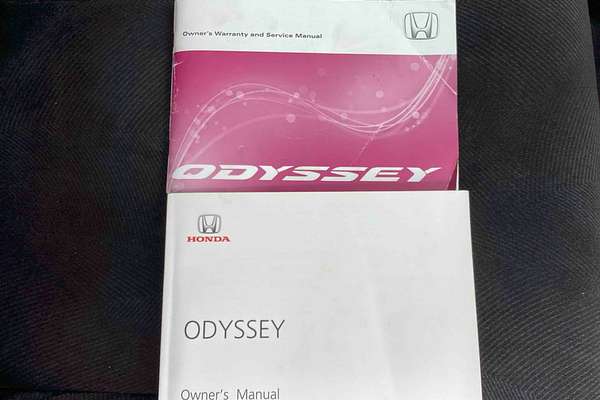 Owner's Warranty and Service Manual
ODYSSEY
HONDA
ODYSSEY
Owner's Manual